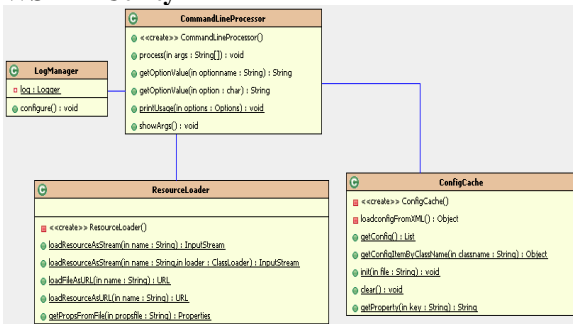 CommandLineProcessor
<<create>> CommandLineProcessor()
process(in args : String[]) : void
getOptionValue(in optionname : String) : String
getOptionValue(in option : char) : String
printUsage(in options : Options) : void
showArgs() : void
LogManager
log : Logger
configure() : void
ResourceLoader
<<create>> ResourceLoader()
loadResourceAsStream(in name : String) : InputStream
loadResourceAsStream(in name : String,in loader : ClassLoader) : InputStream
loadFileAsURL(in name : String) : URL
loadResourceAsURL(in name : String) : URL
getPropsFromFile(in propsfile : String) : Properties
ConfigCache
<<create>> ConfigCache()
loadconfigFromXML() : Object
getConfig() : List
getConfigItemByClassName(in classname : String) : Object
init(in file : String) : void
clear() : void
getProperty(in key : String) : String